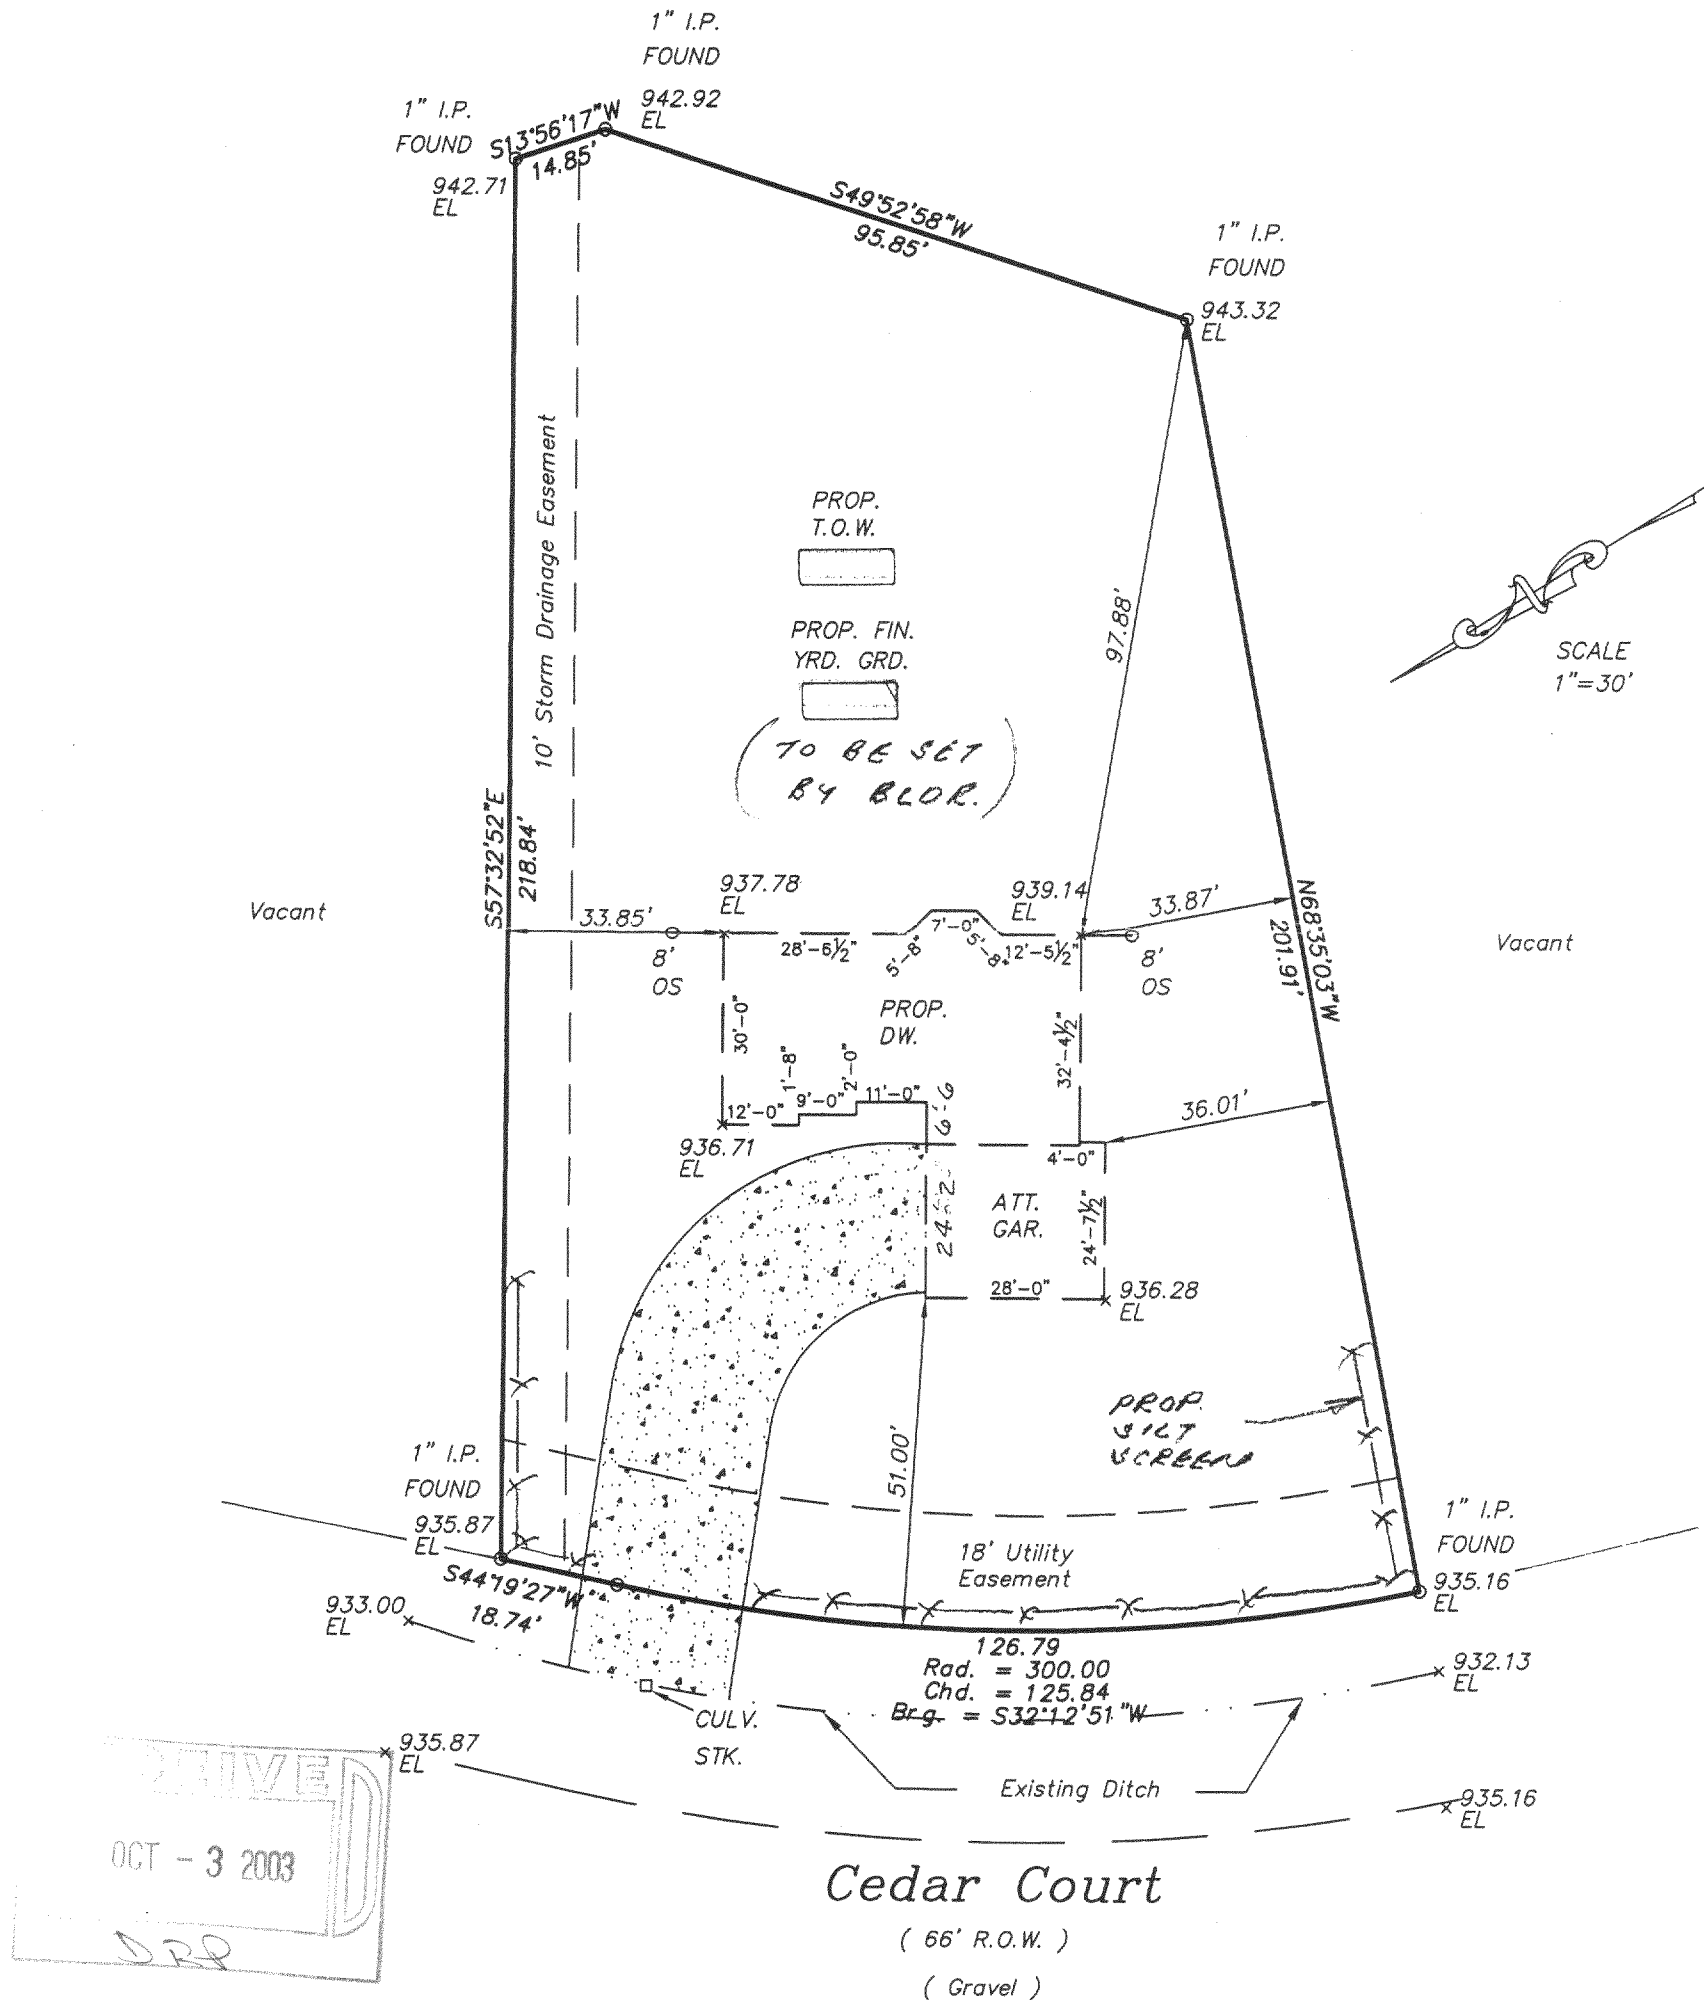 1" I.P.
FOUND
942.92
EL
1" I.P.
FOUND
942.71
EL
S13°56'17"W
14.85'
S49°52'58"W
95.85'
1" I.P.
FOUND
943.32
EL
10' Storm Drainage Easement
PROP.
T.O.W.
PROP. FIN.
YRD. GRD.
TO BE SET
BY BLDR.
97.88'
N
SCALE
1"=30'
S57°32'52"E
218.84'
Vacant
33.85'
8'
OS
937.78
EL
28'-6½"
5'-8"
7'-0"
5'-8"
12'-5½"
939.14
EL
33.87'
8'
OS
N68°35'03"W
201.91'
Vacant
PROP.
DW.
30'-0"
1'-8"
2'-0"
12'-0"
9'-0"
11'-0"
32'-4½"
936.71
EL
4'-0"
36.01'
ATT.
GAR.
24'-7½"
28'-0"
936.28
EL
51.00'
PROP.
SILT
SCREEN
1" I.P.
FOUND
935.87
EL
S44°19'27"W
18.74'
933.00
EL
18' Utility
Easement
1" I.P.
FOUND
935.16
EL
126.79
Rad. = 300.00
Chd. = 125.84
Brg. = S32°12'51"W
932.13
EL
CULV.
STK.
Existing Ditch
935.87
EL
935.16
EL
OCT - 3 2003
Cedar Court
( 66' R.O.W. )
( Gravel )